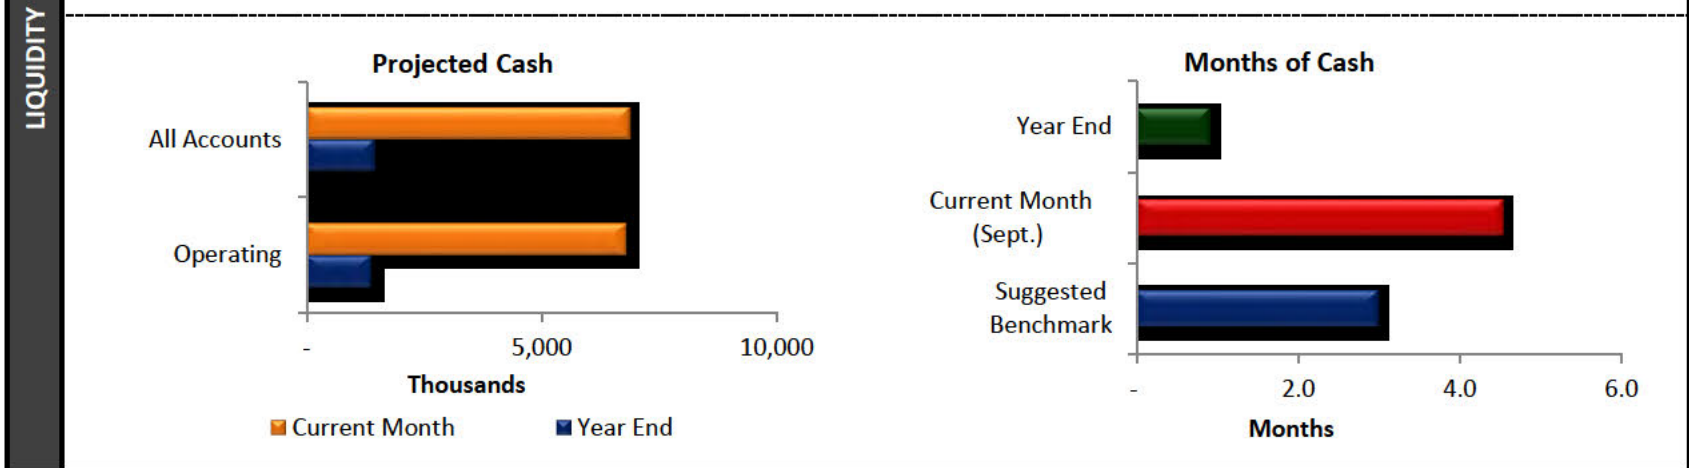 LIQUIDITY
Projected Cash
All Accounts
Operating
-
5,000
10,000
Thousands
Current Month
Year End
Months of Cash
Year End
Current Month
(Sept.)
Suggested
Benchmark
-
2.0
4.0
6.0
Months